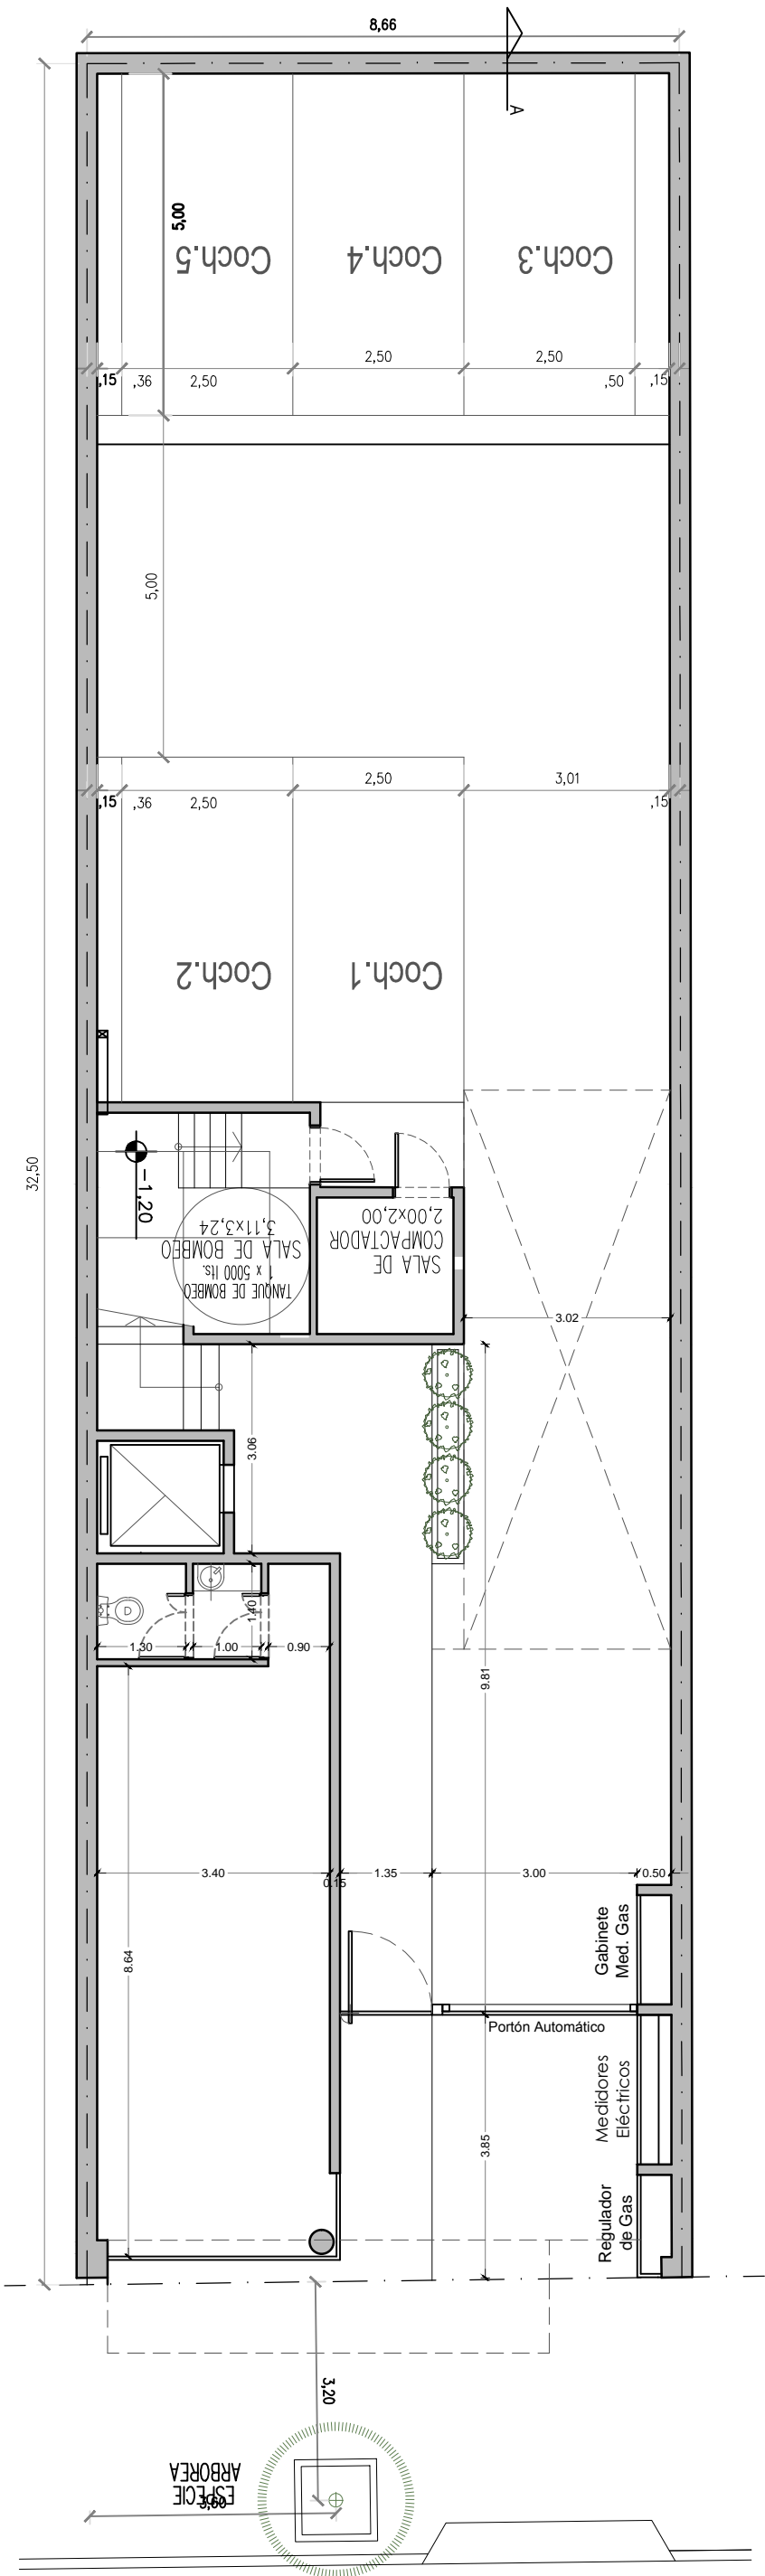 8,66
A
5,00
Coch.5
Coch.4
Coch.3
,15
,36
2,50
2,50
2,50
,50
,15
5,00
,15
,36
2,50
2,50
3,01
,15
Coch.2
Coch.1
32,50
-1,20
TANQUE DE BOMBEO
1 x 5000 lts.
SALA DE BOMBEO
3,11x3,24
SALA DE
COMPACTADOR
2,00x2,00
3.02
3.06
1.40
1.30
1.00
0.90
9.81
3.40
0.15
1.35
3.00
0.50
8.64
Gabinete
Med. Gas
Portón Automático
Medidores
Eléctricos
3.85
Regulador
de Gas
3,20
ESPECIE
ARBOREA
3,60